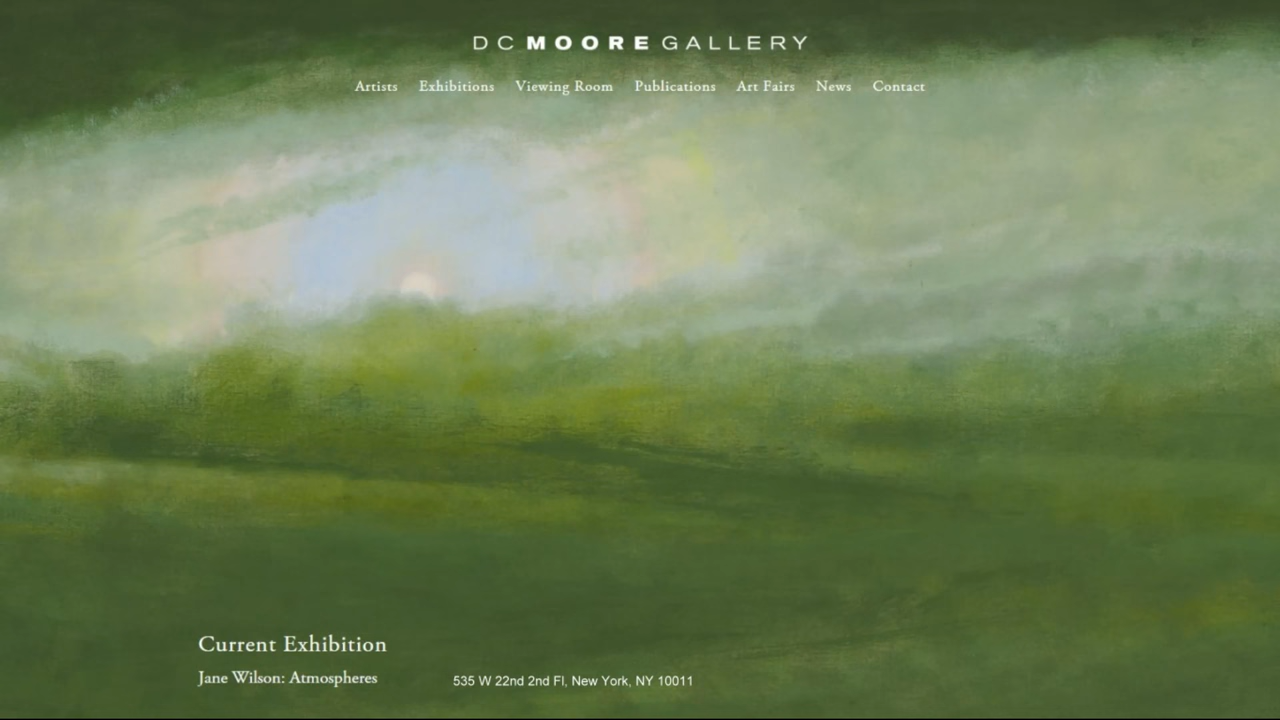 DC MOORE GALLERY
Artists Exhibitions Viewing Room Publications Art Fairs News Contact
Current Exhibition
Jane Wilson: Atmospheres
535 W 22nd 2nd Fl, New York, NY 10011